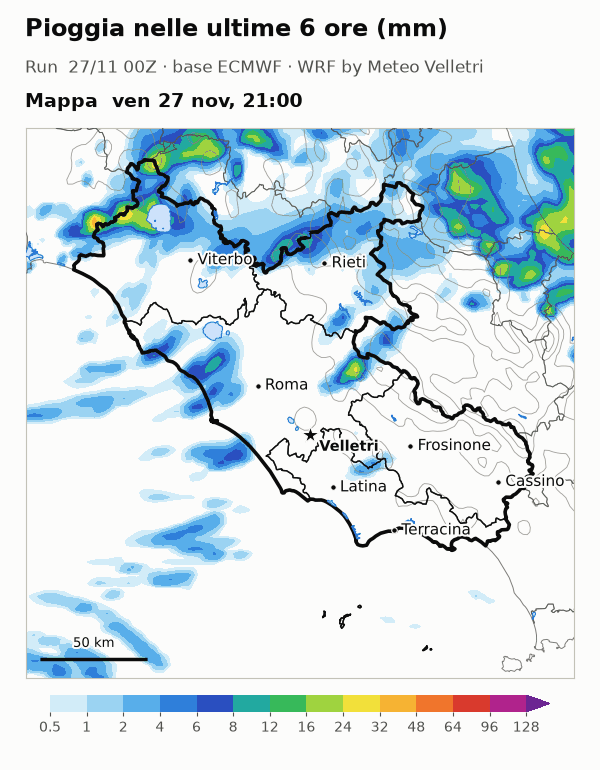 Pioggia nelle ultime 6 ore (mm)
Run  27/11 00Z · base ECMWF · WRF by Meteo Velletri
Mappa  ven 27 nov, 21:00
Viterbo
Rieti
Roma
Velletri
Frosinone
Latina
Cassino
Terracina
50 km
0.5 1 2 4 6 8 12 16 24 32 48 64 96 128